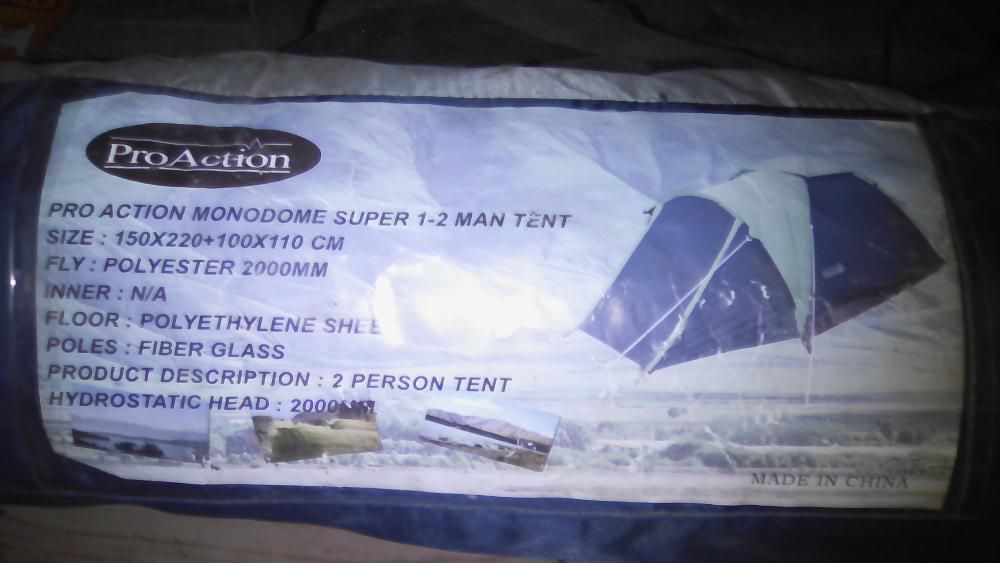 ProAction
PRO ACTION MONODOME SUPER 1-2 MAN TENT
SIZE : 150X220+100X110 CM
FLY : POLYESTER 2000MM
INNER : N/A
FLOOR : POLYETHYLENE
POLES : FIBER GLASS
PRODUCT DESCRIPTION : 2 PERSON TENT
HYDROSTATIC HEAD : 2000MM
MADE IN CHINA